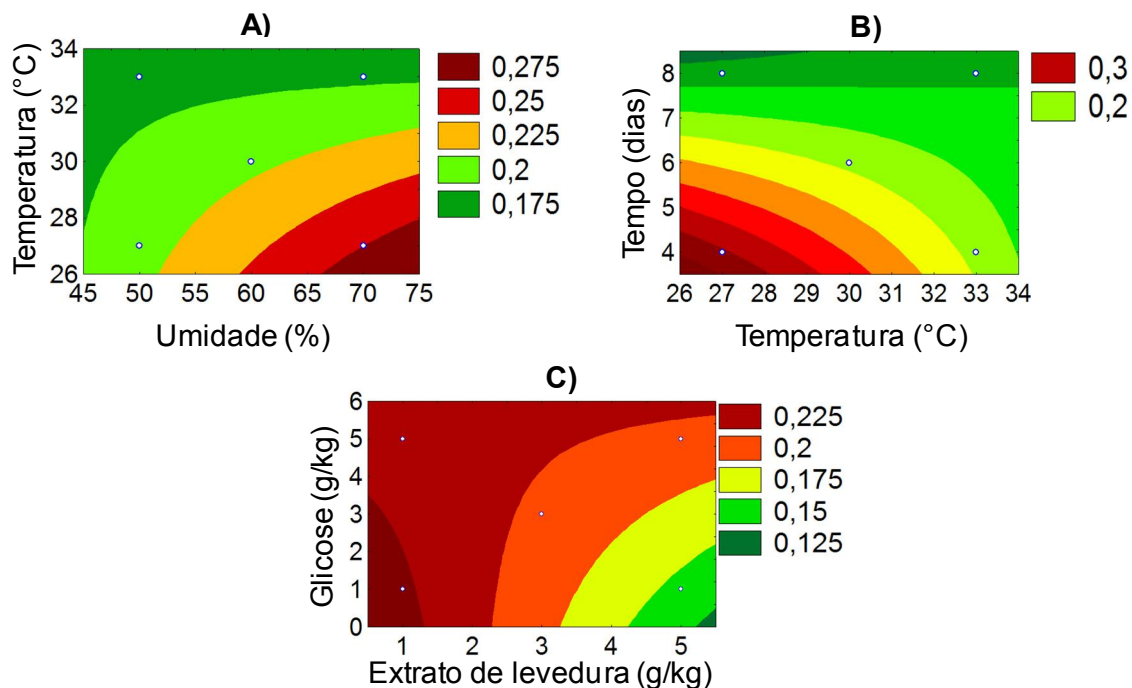 A)
Temperatura (°C)
34
32
30
28
26
45 50 55 60 65 70 75
Umidade (%)
0,275
0,25
0,225
0,2
0,175
B)
Tempo (dias)
8
7
6
5
4
26 27 28 29 30 31 32 33 34
Temperatura (°C)
0,3
0,2
C)
Glicose (g/kg)
6
5
4
3
2
1
0
1 2 3 4 5
Extrato de levedura (g/kg)
0,225
0,2
0,175
0,15
0,125